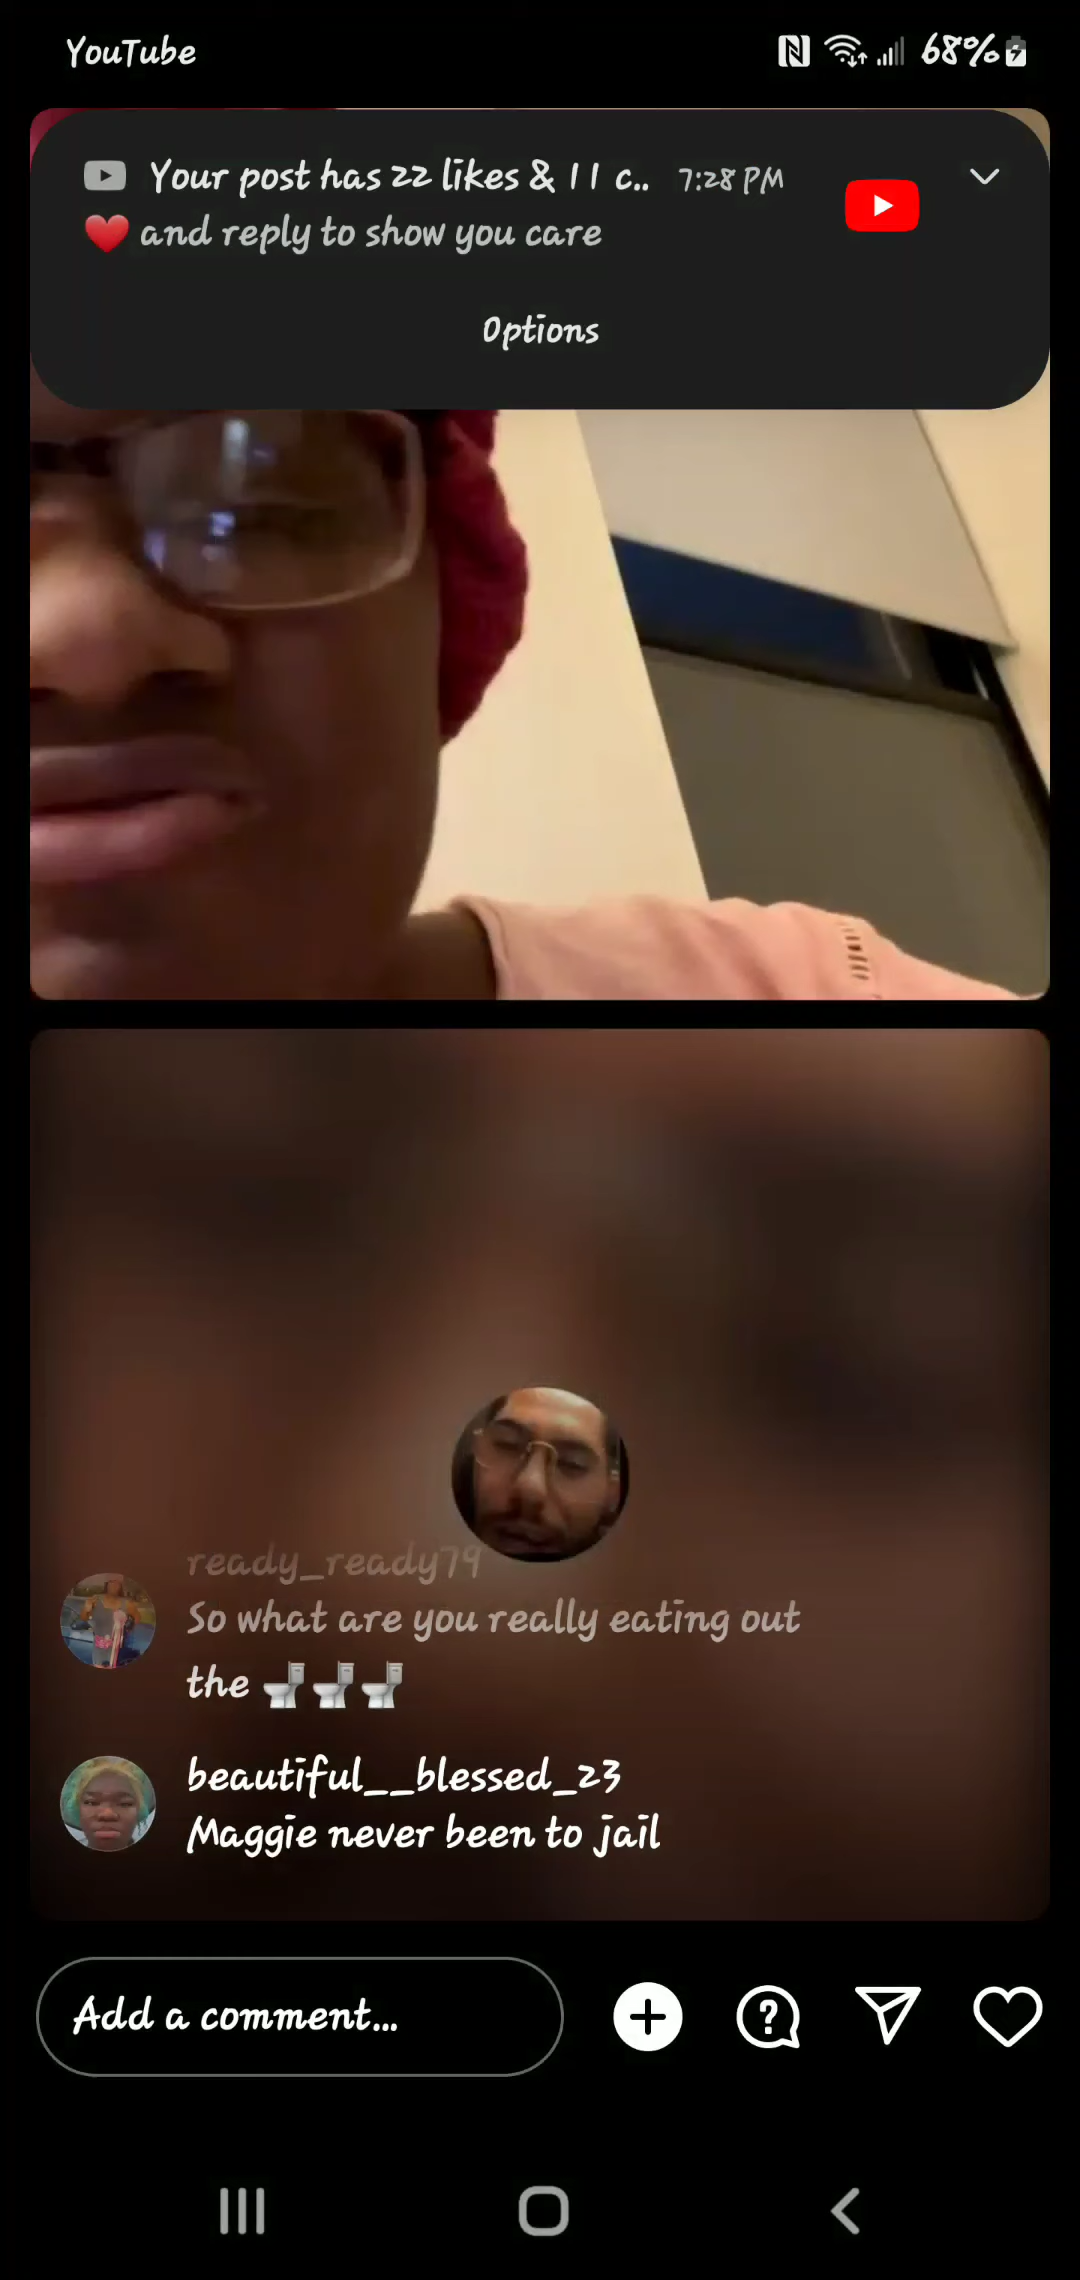 YouTube 68%
Your post has 22 likes & 11 c.. 7:28 PM
❤️ and reply to show you care
Options
ready_ready79
So what are you really eating out
the 🚽🚽🚽
beautiful__blessed_23
Maggie never been to jail
Add a comment...